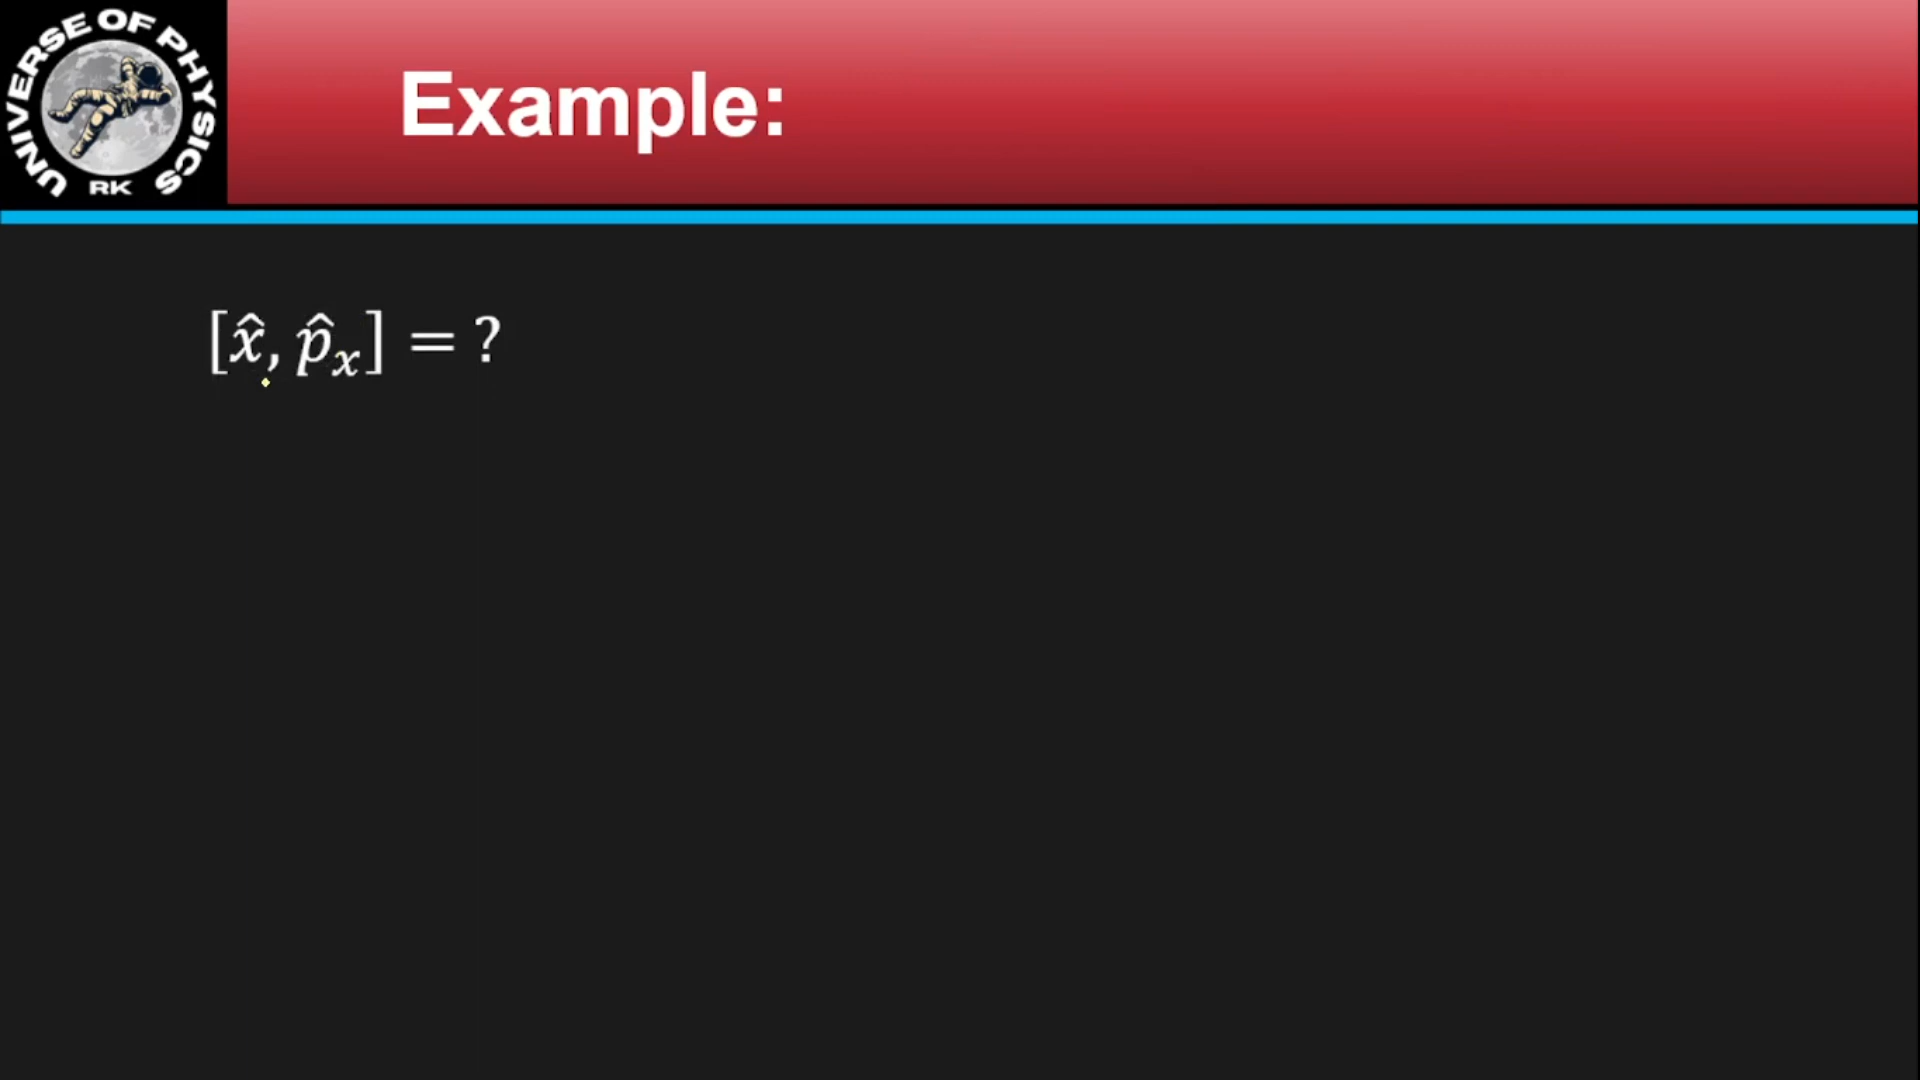 UNIVERSE OF PHYSICS
RK
Example:
[x̂, p̂ₓ] = ?